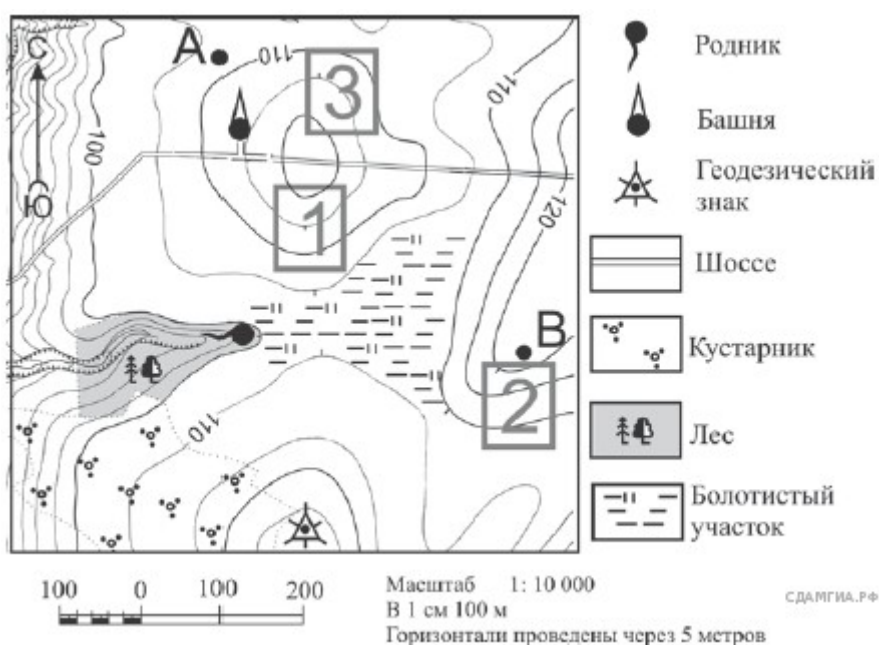 С
Ю
А
В
1
2
3
110
100
110
120
110
Родник
Башня
Геодезический
знак
Шоссе
Кустарник
Лес
Болотистый
участок
100 0 100 200
Масштаб 1: 10 000
В 1 см 100 м
Горизонтали проведены через 5 метров
СДАМГИА.РФ